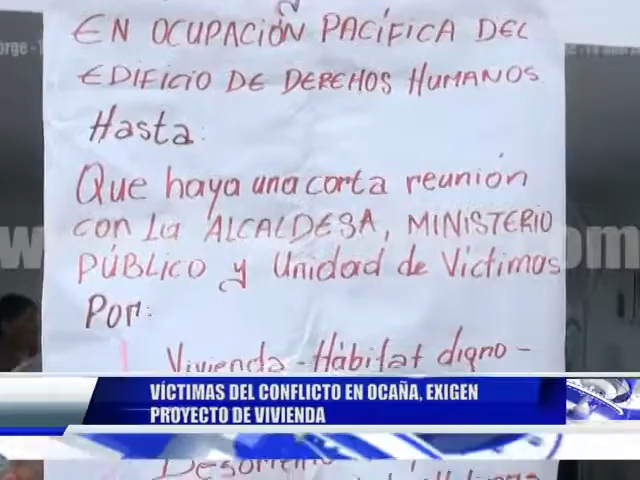 EN OCUPACIÓN PACÍFICA DEL
EDIFICIO DE DERECHOS HUMANOS
Hasta:
Que haya una corta reunión
con la ALCALDESA, MINISTERIO
PÚBLICO y Unidad de Victimas
Por:
Vivienda - Hábitat digno -
VÍCTIMAS DEL CONFLICTO EN OCAÑA, EXIGEN
PROYECTO DE VIVIENDA